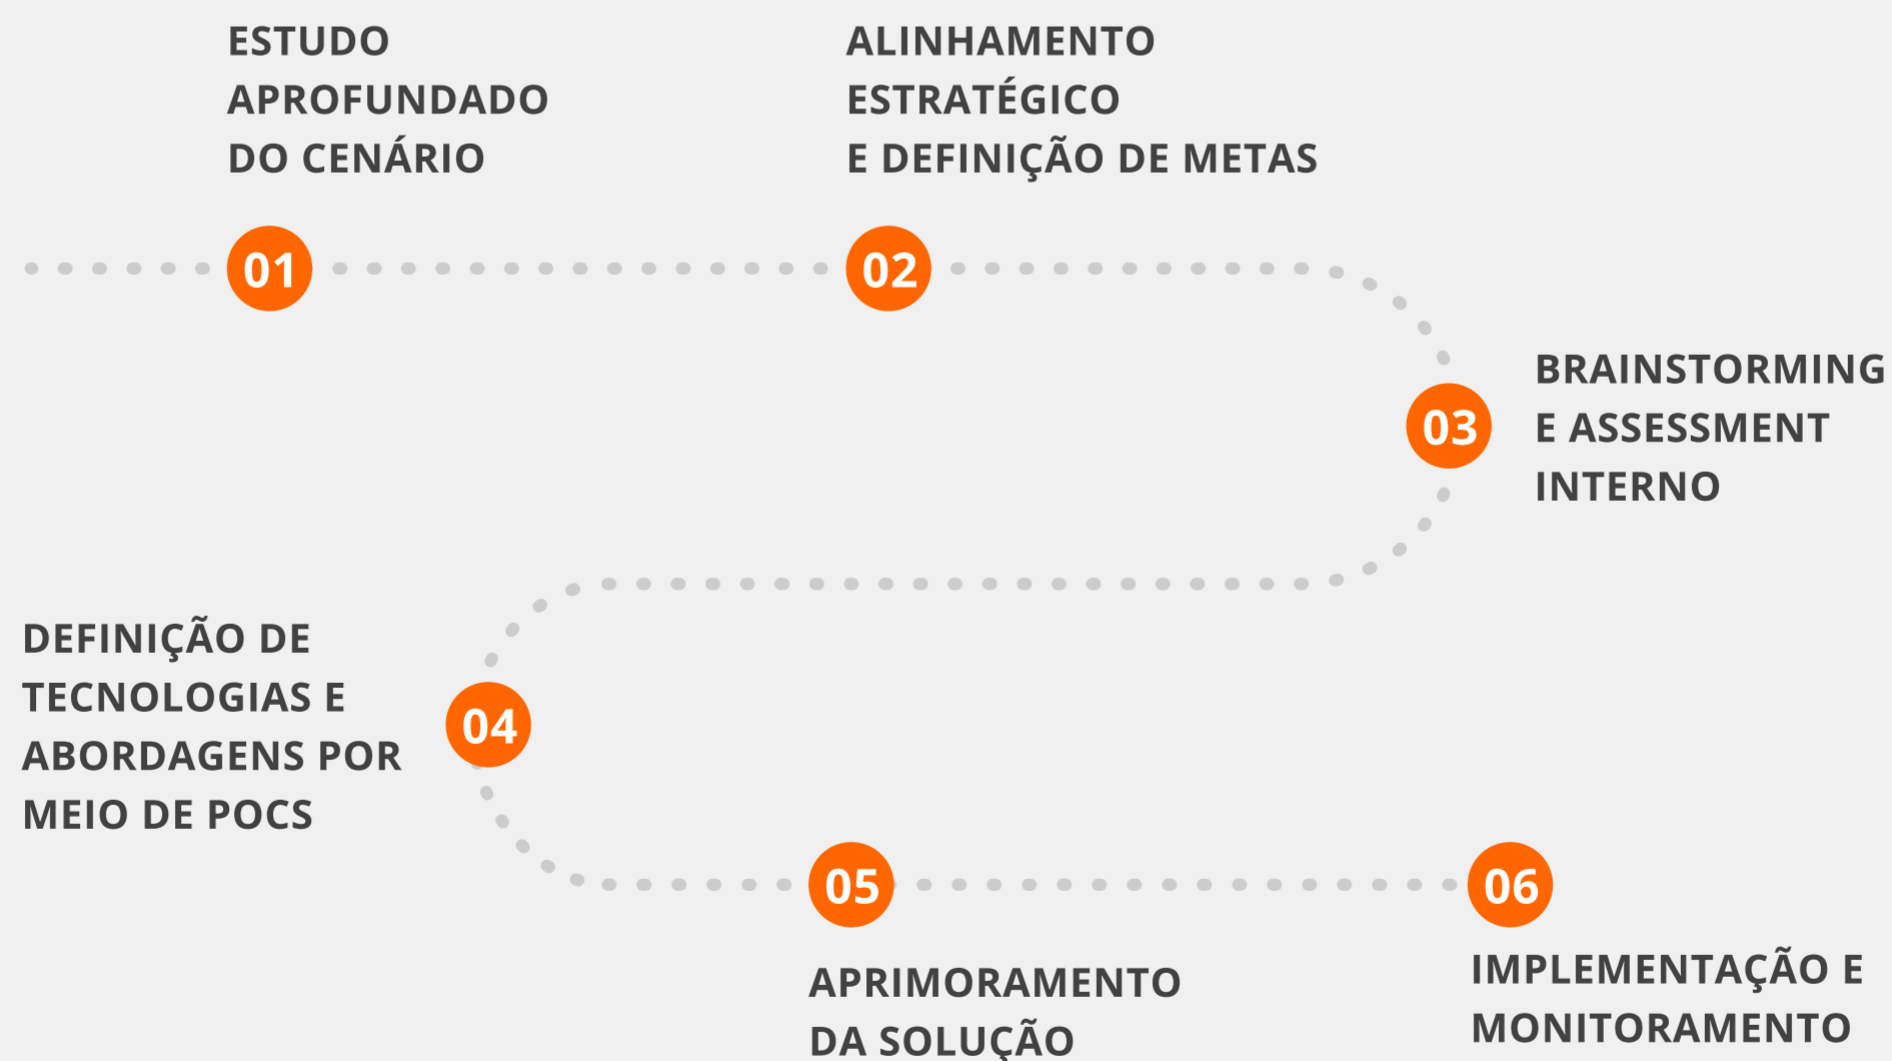 ESTUDO
APROFUNDADO
DO CENÁRIO
01
ALINHAMENTO
ESTRATÉGICO
E DEFINIÇÃO DE METAS
02
BRAINSTORMING
E ASSESSMENT
INTERNO
03
DEFINIÇÃO DE
TECNOLOGIAS E
ABORDAGENS POR
MEIO DE POCS
04
05
APRIMORAMENTO
DA SOLUÇÃO
06
IMPLEMENTAÇÃO E
MONITORAMENTO